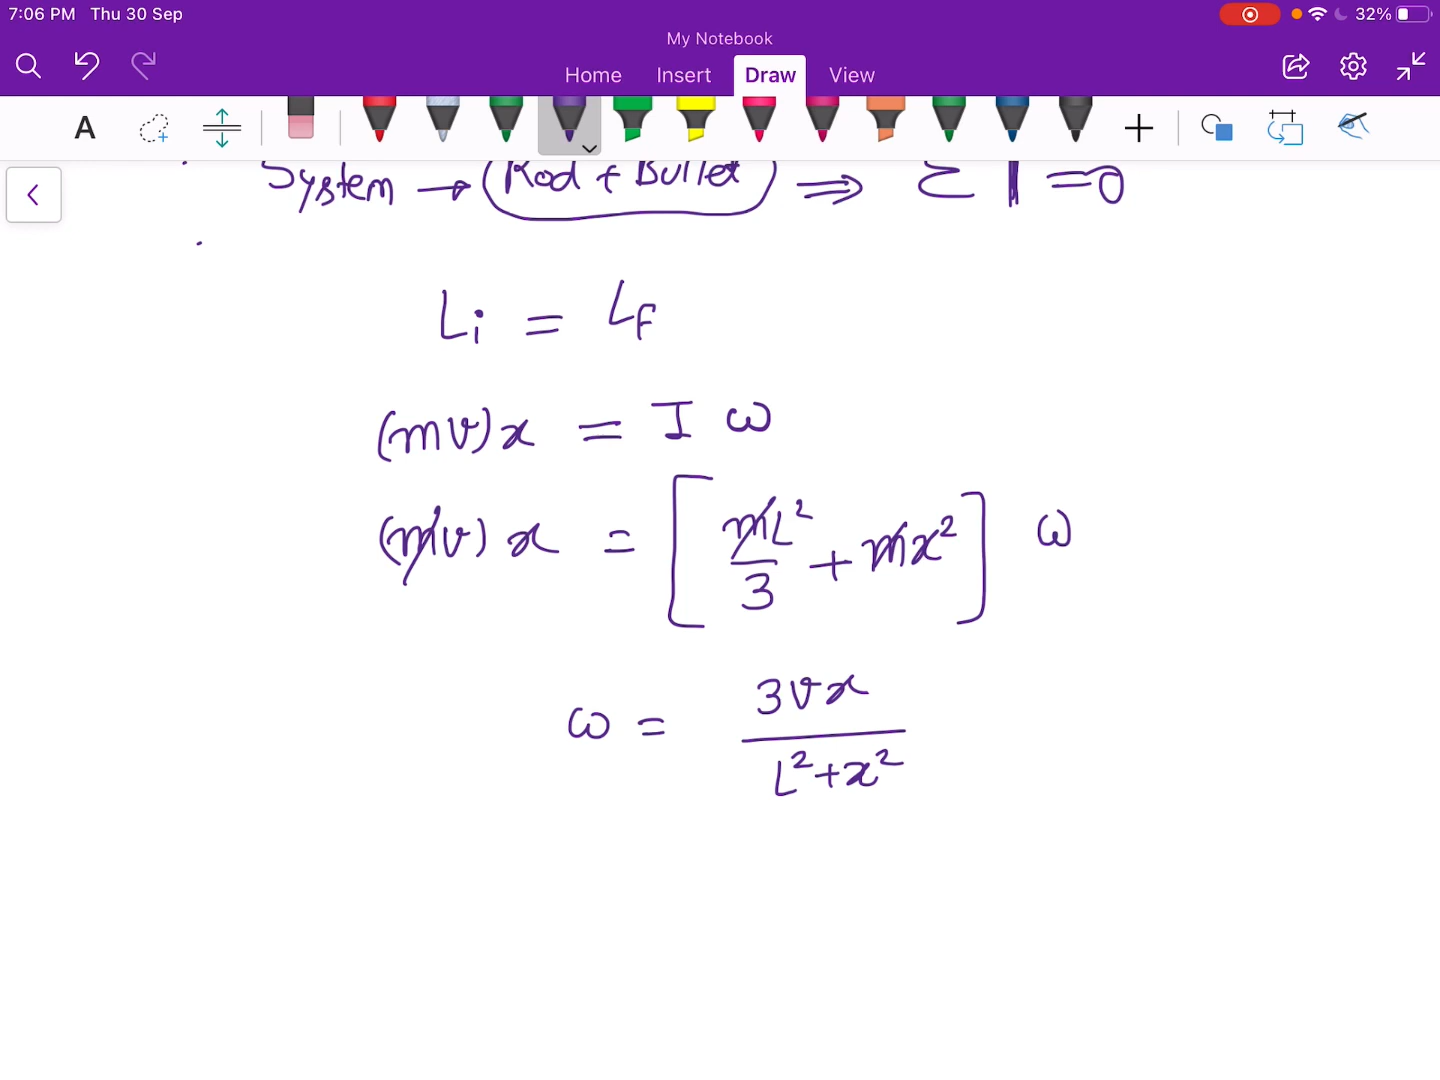 7:06 PM Thu 30 Sep 32%
My Notebook
Home Insert Draw View
A
System → (Rod + Bullet) ⇒ Σ =0
Li = Lf
(mv)x = I ω
(mv) x = [mL²/3 + mx²] ω
ω = 3vx/L²+x²